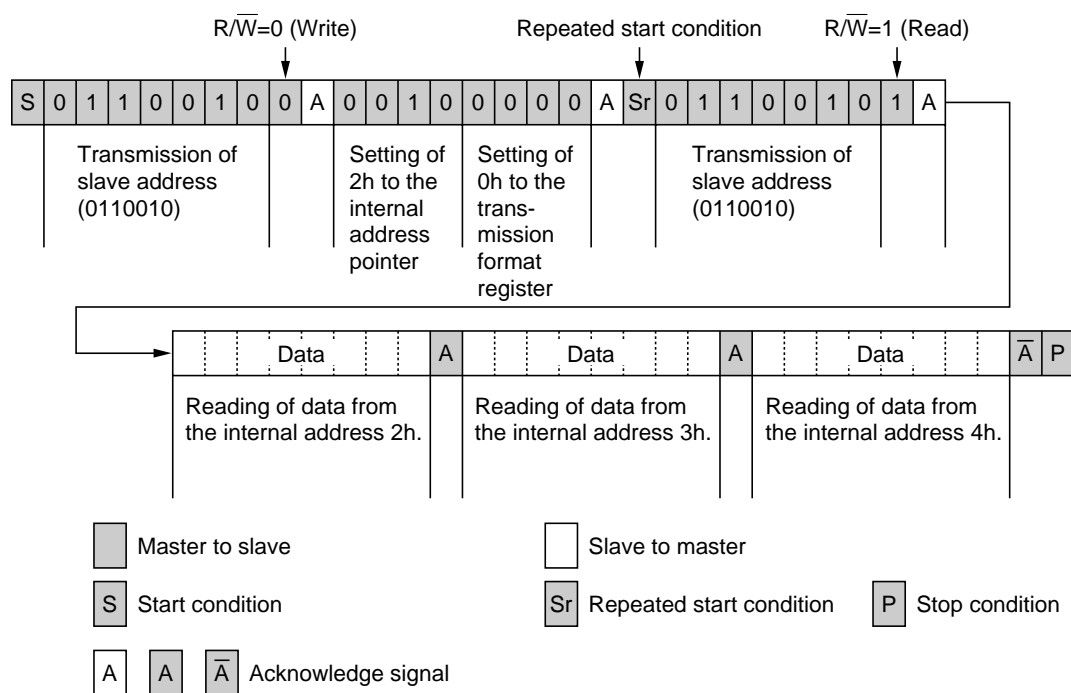 R/W̅=0 (Write) Repeated start condition R/W̅=1 (Read)
S 0 1 1 0 0 1 0 0 A 0 0 1 0 0 0 0 0 A Sr 0 1 1 0 0 1 0 1 A
Transmission of
slave address
(0110010)
Setting of
2h to the
internal
address
pointer
Setting of
0h to the
trans-
mission
format
register
Transmission of
slave address
(0110010)
Data A Data A Data A̅ P
Reading of data from
the internal address 2h.
Reading of data from
the internal address 3h.
Reading of data from
the internal address 4h.
Master to slave
Slave to master
S Start condition
Sr Repeated start condition
P Stop condition
A A A̅ Acknowledge signal